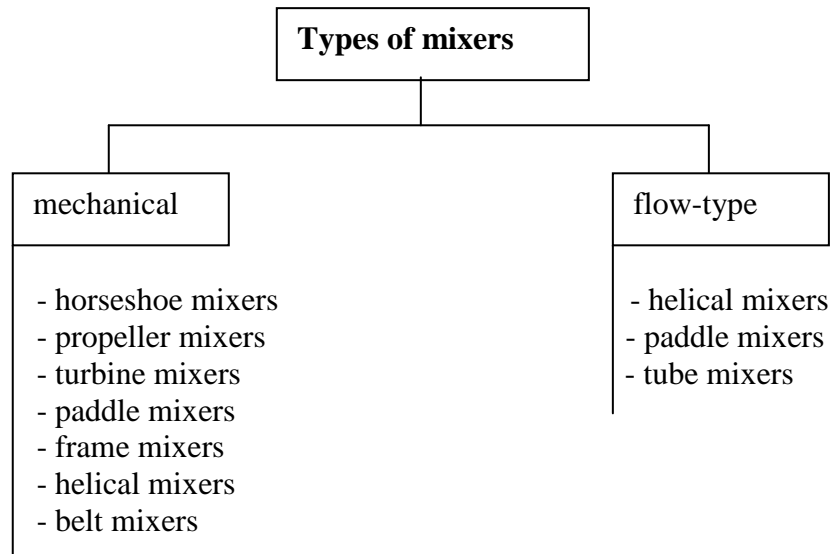 Types of mixers
mechanical
- horseshoe mixers
- propeller mixers
- turbine mixers
- paddle mixers
- frame mixers
- helical mixers
- belt mixers
flow-type
- helical mixers
- paddle mixers
- tube mixers